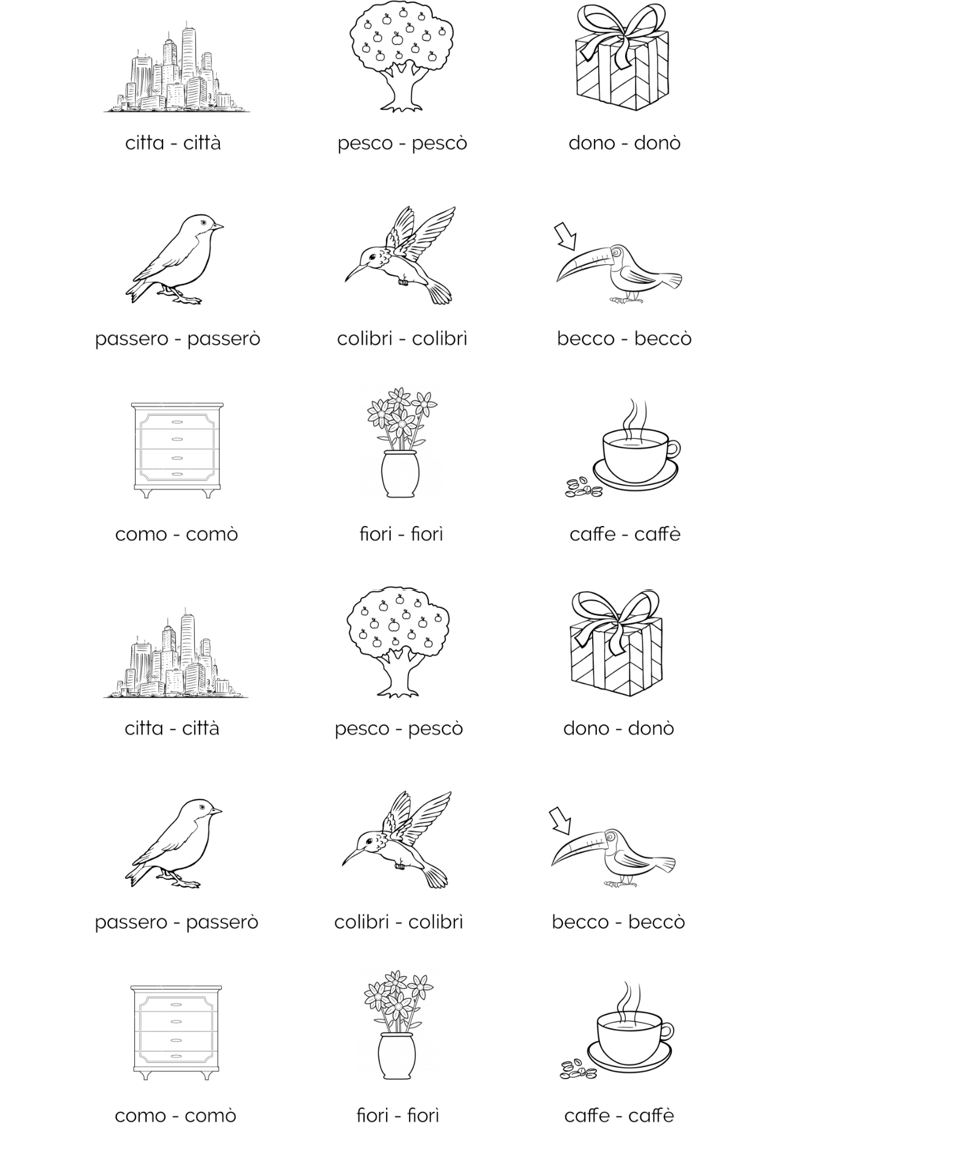 citta - città pesco - pescò dono - donò
passero - passerò colibri - colibrì becco - beccò
como - comò fiori - fiorì caffe - caffè
citta - città pesco - pescò dono - donò
passero - passerò colibri - colibrì becco - beccò
como - comò fiori - fiorì caffe - caffè